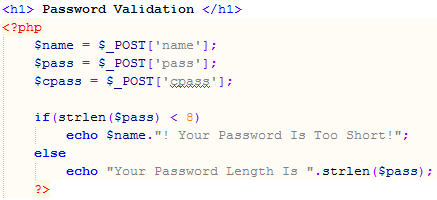 <h1> Password Validation </h1>
<?php
$name = $_POST['name'];
$pass = $_POST['pass'];
$cpass = $_POST['cpass'];
if(strlen($pass) < 8)
echo $name."! Your Password Is Too Short!";
else
echo "Your Password Length Is ".strlen($pass);
?>